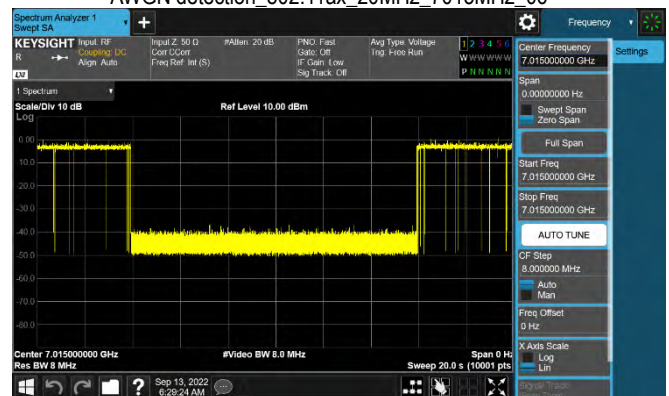 Spectrum Analyzer 1
Swept SA
Frequency
KEYSIGHT
R
LXI
Input: RF
Coupling: DC
Align: Auto
Input Z: 50 Ω
Corr CCorr
Freq Ref: Int (S)
#Atten: 20 dB
PNO: Fast
Gate: Off
IF Gain: Low
Sig Track: Off
Avg Type: Voltage
Trig: Free Run
1 2 3 4 5 6
W W W W W W
P N N N N N
Center Frequency
7.015000000 GHz
Settings
Span
0.00000000 Hz
Swept Span
Zero Span
Full Span
Start Freq
7.015000000 GHz
Stop Freq
7.015000000 GHz
AUTO TUNE
CF Step
8.000000 MHz
Auto
Man
Freq Offset
0 Hz
X Axis Scale
Log
Lin
1 Spectrum
Scale/Div 10 dB
Ref Level 10.00 dBm
Log
0.00
-10.0
-20.0
-30.0
-40.0
-50.0
-60.0
-70.0
-80.0
Center 7.015000000 GHz
#Video BW 8.0 MHz
Span 0 Hz
Res BW 8 MHz
Sweep 20.0 s (10001 pts
?
Sep 13, 2022
6:29:24 AM